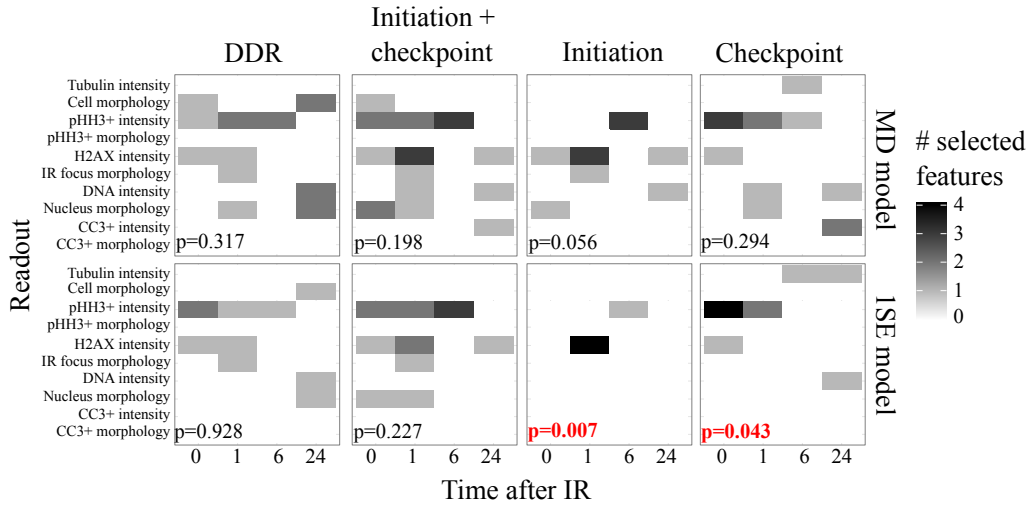 DDR
Initiation +
checkpoint
Initiation
Checkpoint
Readout
Tubulin intensity
Cell morphology
pHH3+ intensity
pHH3+ morphology
H2AX intensity
IR focus morphology
DNA intensity
Nucleus morphology
CC3+ intensity
CC3+ morphology
p=0.317
p=0.198
p=0.056
p=0.294
MD model
Tubulin intensity
Cell morphology
pHH3+ intensity
pHH3+ morphology
H2AX intensity
IR focus morphology
DNA intensity
Nucleus morphology
CC3+ intensity
CC3+ morphology
p=0.928
p=0.227
p=0.007
p=0.043
1SE model
0 1 6 24
0 1 6 24
0 1 6 24
0 1 6 24
Time after IR
# selected
features
4
3
2
1
0